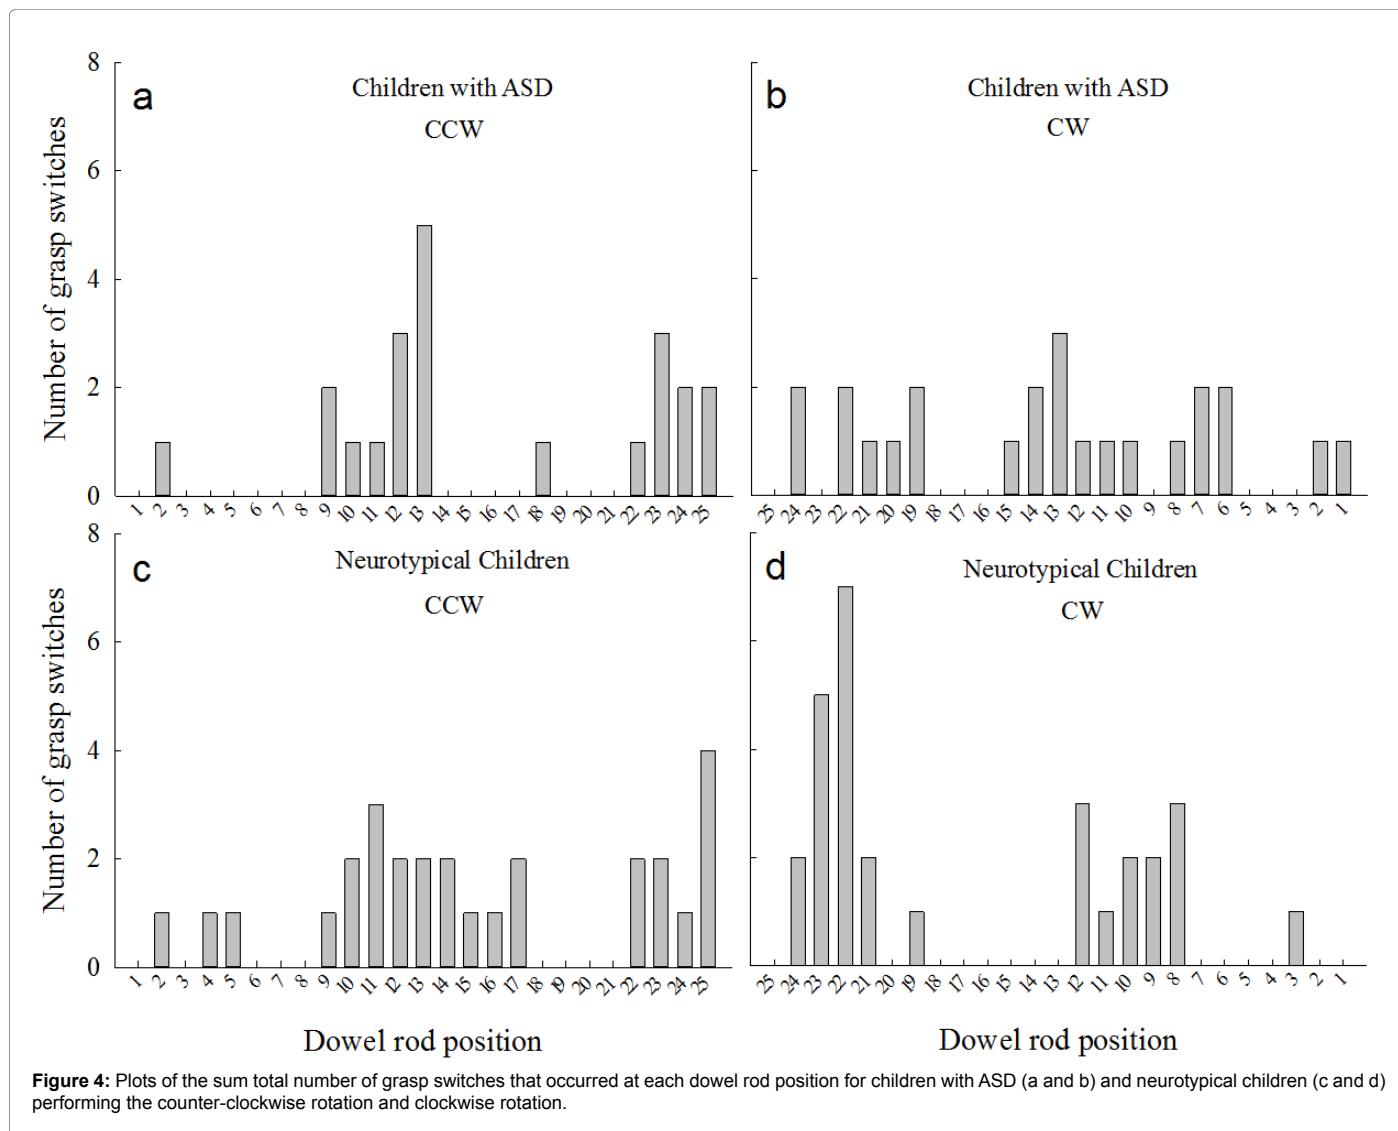 a
Children with ASD
CCW
Number of grasp switches
8
6
4
2
0
1 2 3 4 5 6 7 8 9 10 11 12 13 14 15 16 17 18 19 20 21 22 23 24 25
b
Children with ASD
CW
25 24 23 22 21 20 19 18 17 16 15 14 13 12 11 10 9 8 7 6 5 4 3 2 1
c
Neurotypical Children
CCW
Number of grasp switches
8
6
4
2
0
1 2 3 4 5 6 7 8 9 10 11 12 13 14 15 16 17 18 19 20 21 22 23 24 25
Dowel rod position
d
Neurotypical Children
CW
25 24 23 22 21 20 19 18 17 16 15 14 13 12 11 10 9 8 7 6 5 4 3 2 1
Dowel rod position
Figure 4: Plots of the sum total number of grasp switches that occurred at each dowel rod position for children with ASD (a and b) and neurotypical children (c and d)
performing the counter-clockwise rotation and clockwise rotation.